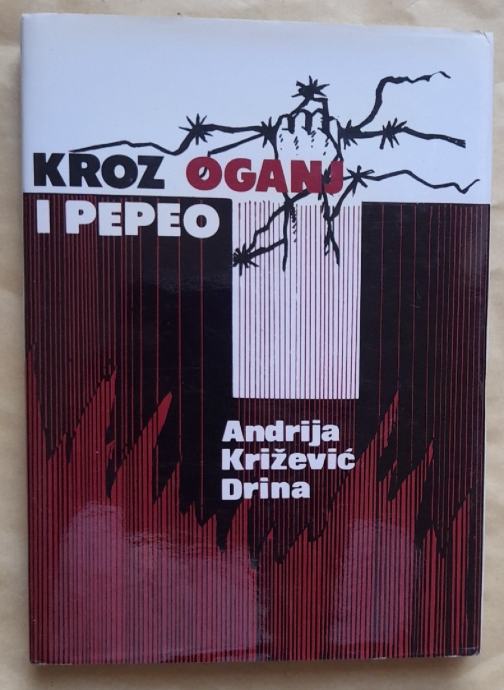 KROZ OGANJ
I PEPEO
Andrija
Križević
Drina